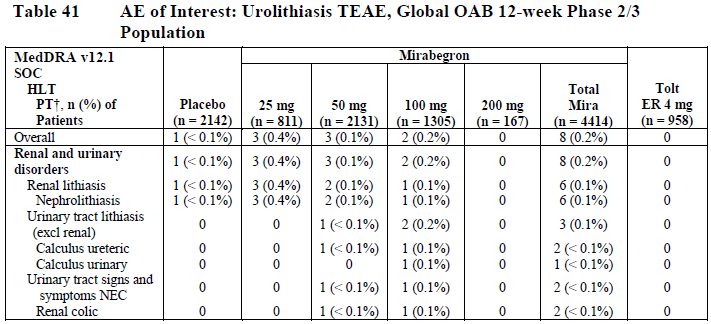 Table 41 AE of Interest: Urolithiasis TEAE, Global OAB 12-week Phase 2/3
Population
MedDRA v12.1
SOC
HLT
PT†, n (%) of
Patients
Placebo
(n = 2142)
Mirabegron
25 mg
(n = 811)
50 mg
(n = 2131)
100 mg
(n = 1305)
200 mg
(n = 167)
Total
Mira
(n = 4414)
Tolt
ER 4 mg
(n = 958)
Overall 1 (< 0.1%) 3 (0.4%) 3 (0.1%) 2 (0.2%) 0 8 (0.2%) 0
Renal and urinary
disorders 1 (< 0.1%) 3 (0.4%) 3 (0.1%) 2 (0.2%) 0 8 (0.2%) 0
Renal lithiasis 1 (< 0.1%) 3 (0.4%) 2 (0.1%) 1 (0.1%) 0 6 (0.1%) 0
Nephrolithiasis 1 (< 0.1%) 3 (0.4%) 2 (0.1%) 1 (0.1%) 0 6 (0.1%) 0
Urinary tract lithiasis
(excl renal) 0 0 1 (< 0.1%) 2 (0.2%) 0 3 (0.1%) 0
Calculus ureteric 0 0 1 (< 0.1%) 1 (0.1%) 0 2 (< 0.1%) 0
Calculus urinary 0 0 0 1 (0.1%) 0 1 (< 0.1%) 0
Urinary tract signs and
symptoms NEC 0 0 1 (< 0.1%) 1 (0.1%) 0 2 (< 0.1%) 0
Renal colic 0 0 1 (< 0.1%) 1 (0.1%) 0 2 (< 0.1%) 0